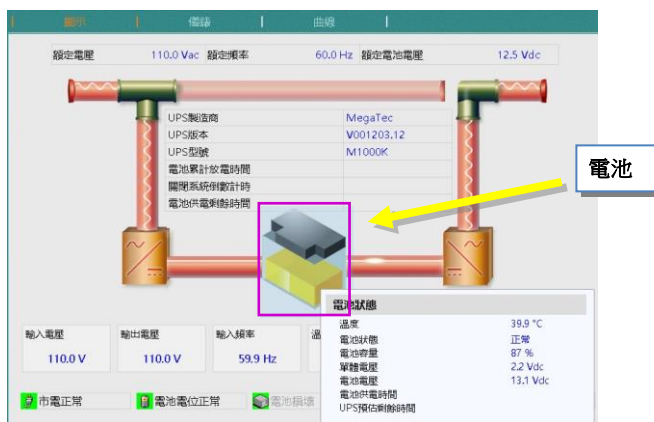 圖示 儀錶 曲線
額定電壓 110.0 Vac 額定頻率 60.0 Hz 額定電池電壓 12.5 Vdc
UPS製造商 MegaTec
UPS版本 V001203.12
UPS型號 M1000K
電池累計放電時間
關閉系統倒數計時
電池供電剩餘時間
電池
電池狀態
溫度 39.9 °C
電池狀態 正常
電池容量 87 %
單體電壓 2.2 Vdc
電池電壓 13.1 Vdc
電池供電時間
UPS預估剩餘時間
輸入電壓 輸出電壓 輸入頻率 溫
110.0 V 110.0 V 59.9 Hz
市電正常 電池電位正常 電池損壞